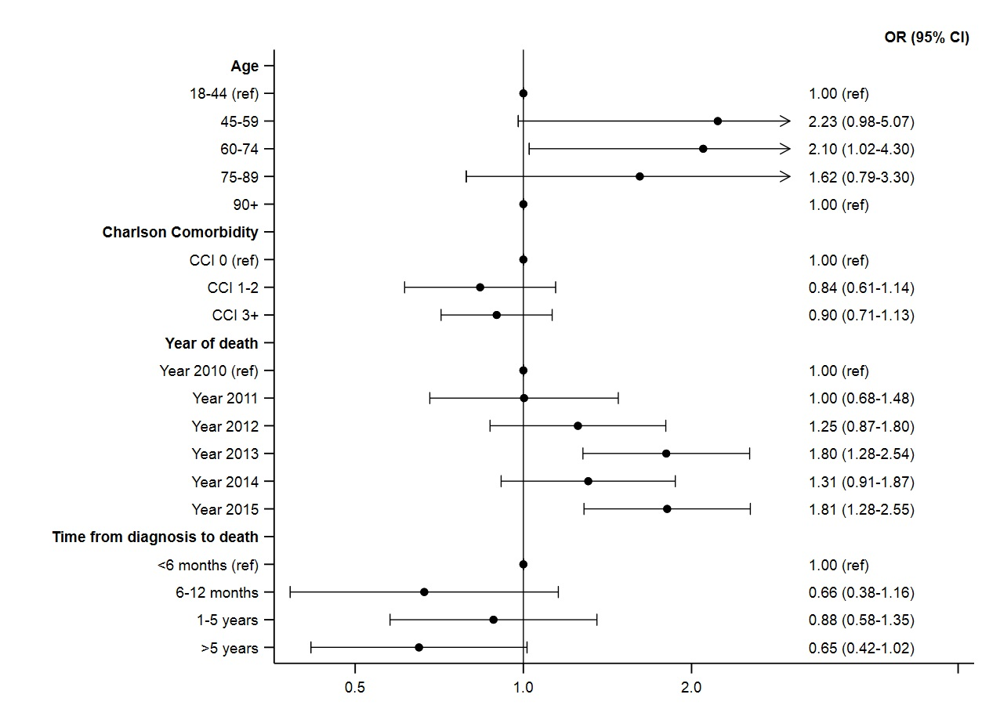 OR (95% CI)
Age
18-44 (ref) 1.00 (ref)
45-59 2.23 (0.98-5.07)
60-74 2.10 (1.02-4.30)
75-89 1.62 (0.79-3.30)
90+ 1.00 (ref)
Charlson Comorbidity
CCI 0 (ref) 1.00 (ref)
CCI 1-2 0.84 (0.61-1.14)
CCI 3+ 0.90 (0.71-1.13)
Year of death
Year 2010 (ref) 1.00 (ref)
Year 2011 1.00 (0.68-1.48)
Year 2012 1.25 (0.87-1.80)
Year 2013 1.80 (1.28-2.54)
Year 2014 1.31 (0.91-1.87)
Year 2015 1.81 (1.28-2.55)
Time from diagnosis to death
<6 months (ref) 1.00 (ref)
6-12 months 0.66 (0.38-1.16)
1-5 years 0.88 (0.58-1.35)
>5 years 0.65 (0.42-1.02)
0.5 1.0 2.0